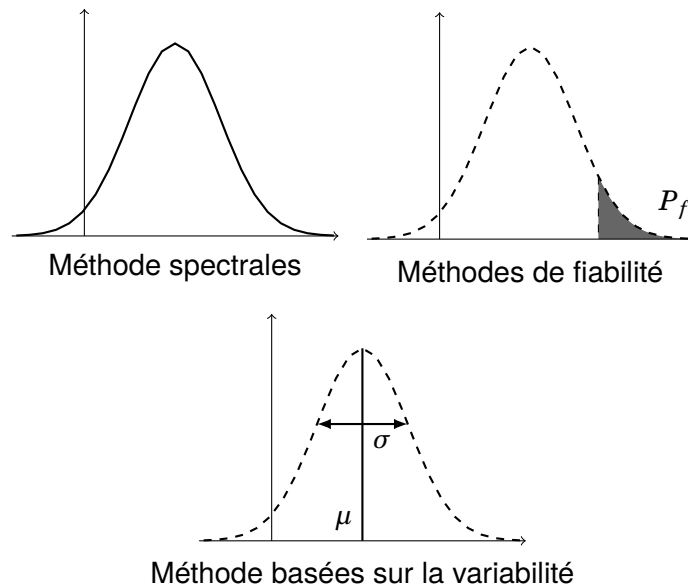 P_f
Méthode spectrales
Méthodes de fiabilité
σ
μ
Méthode basées sur la variabilité